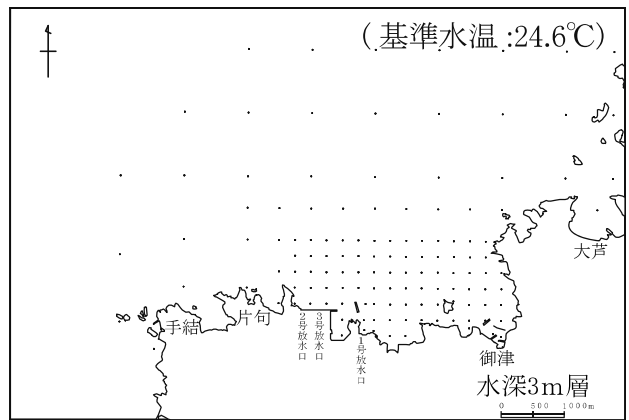 (基準水温:24.6℃)
大芦
片句
手結
2号放水口
3号放水口
1号放水口
御津
水深3m層
0 500 1000m